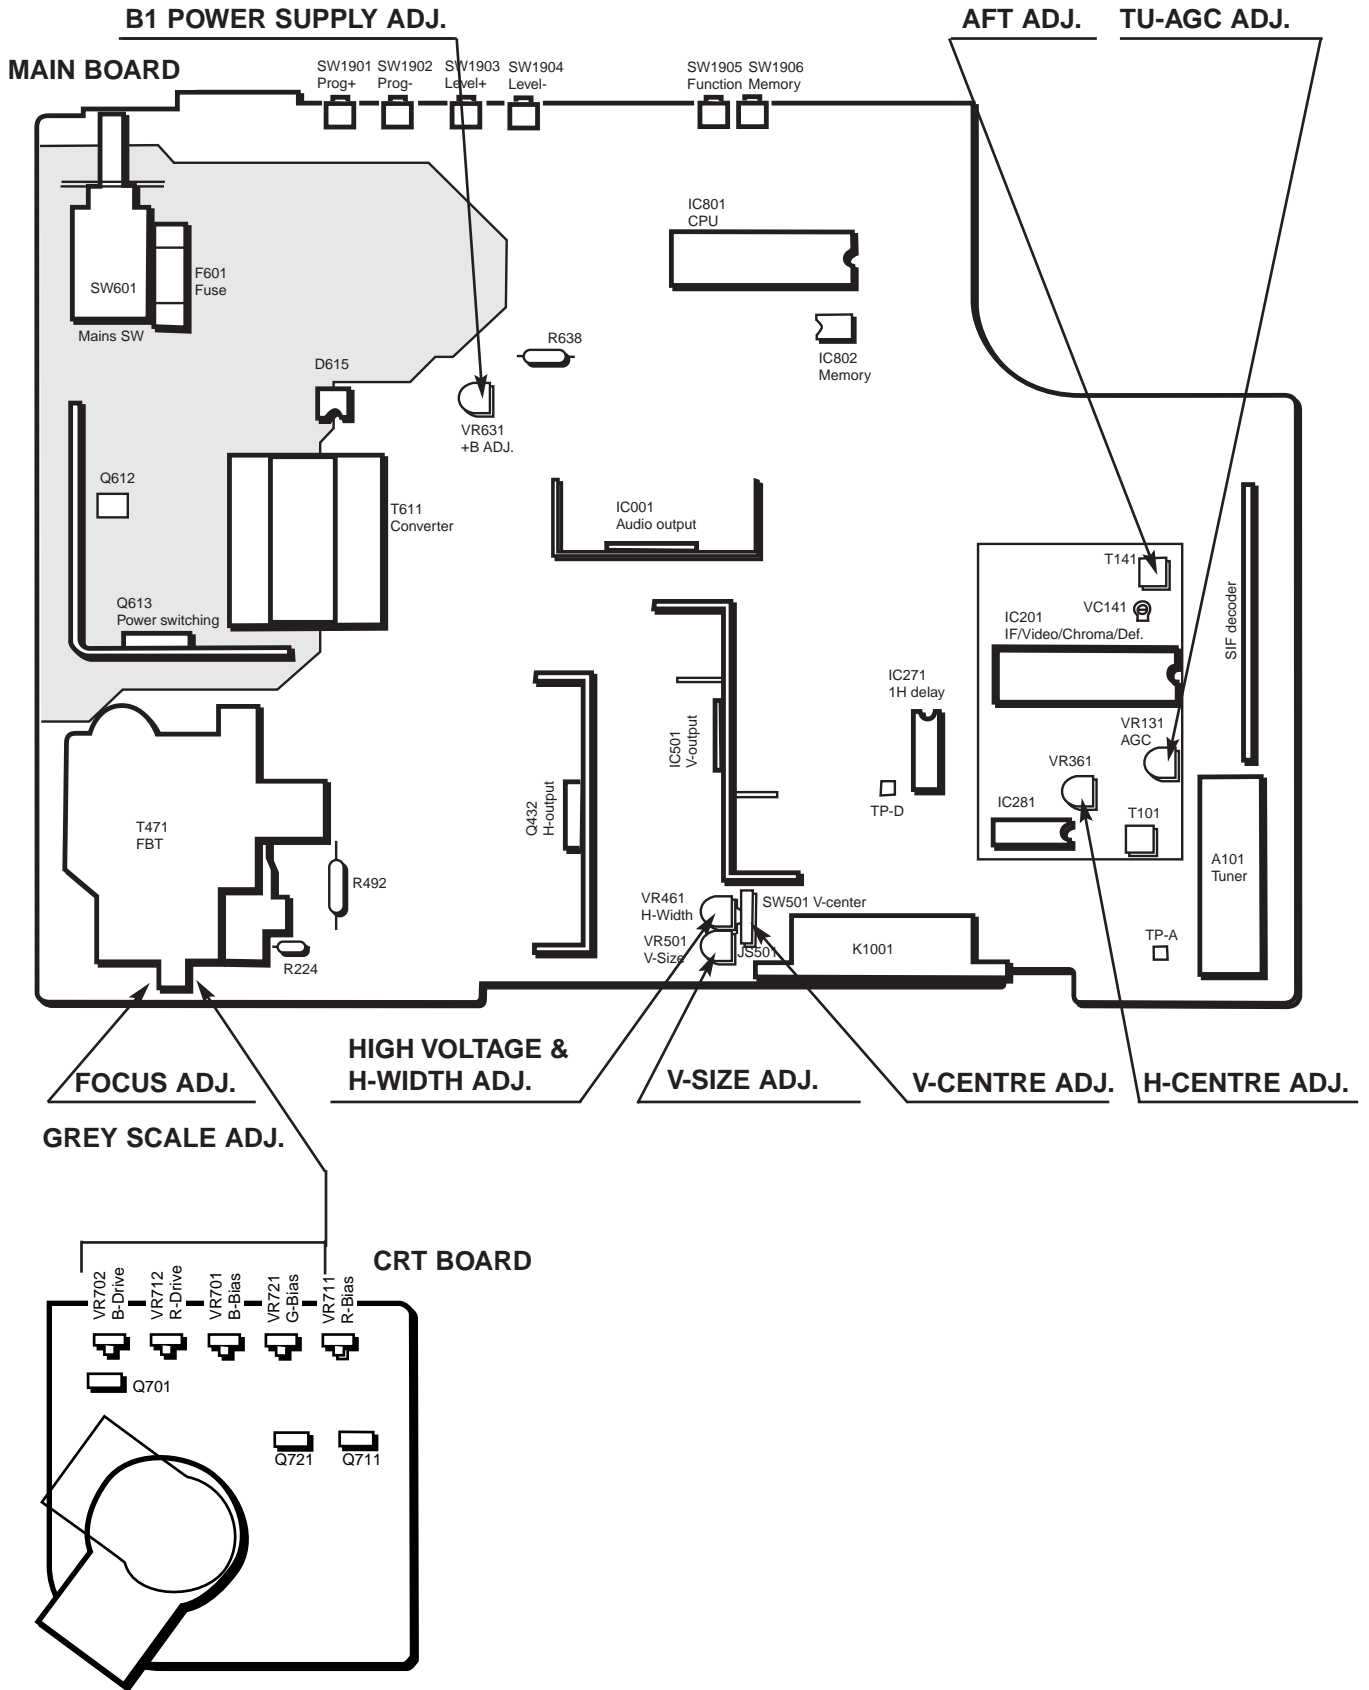 B1 POWER SUPPLY ADJ.
AFT ADJ.
TU-AGC ADJ.
MAIN BOARD
SW1901
Prog+
SW1902
Prog-
SW1903
Level+
SW1904
Level-
SW1905
Function
SW1906
Memory
IC801
CPU
F601
Fuse
SW601
Mains SW
R638
IC802
Memory
D615
VR631
+B ADJ.
Q612
T611
Converter
IC001
Audio output
T141
VC141
Q613
Power switching
IC201
IF/Video/Chroma/Def.
SIF decoder
IC271
1H delay
IC501
V-output
VR131
AGC
VR361
Q432
H-output
TP-D
IC281
T101
T471
FBT
A101
Tuner
R492
VR461
H-Width
SW501 V-center
VR501
V-Size
JS501
K1001
TP-A
R224
HIGH VOLTAGE &
H-WIDTH ADJ.
FOCUS ADJ.
V-SIZE ADJ.
V-CENTRE ADJ.
H-CENTRE ADJ.
GREY SCALE ADJ.
CRT BOARD
VR702
B-Drive
VR712
R-Drive
VR701
B-Bias
VR721
G-Bias
VR711
R-Bias
Q701
Q721
Q711